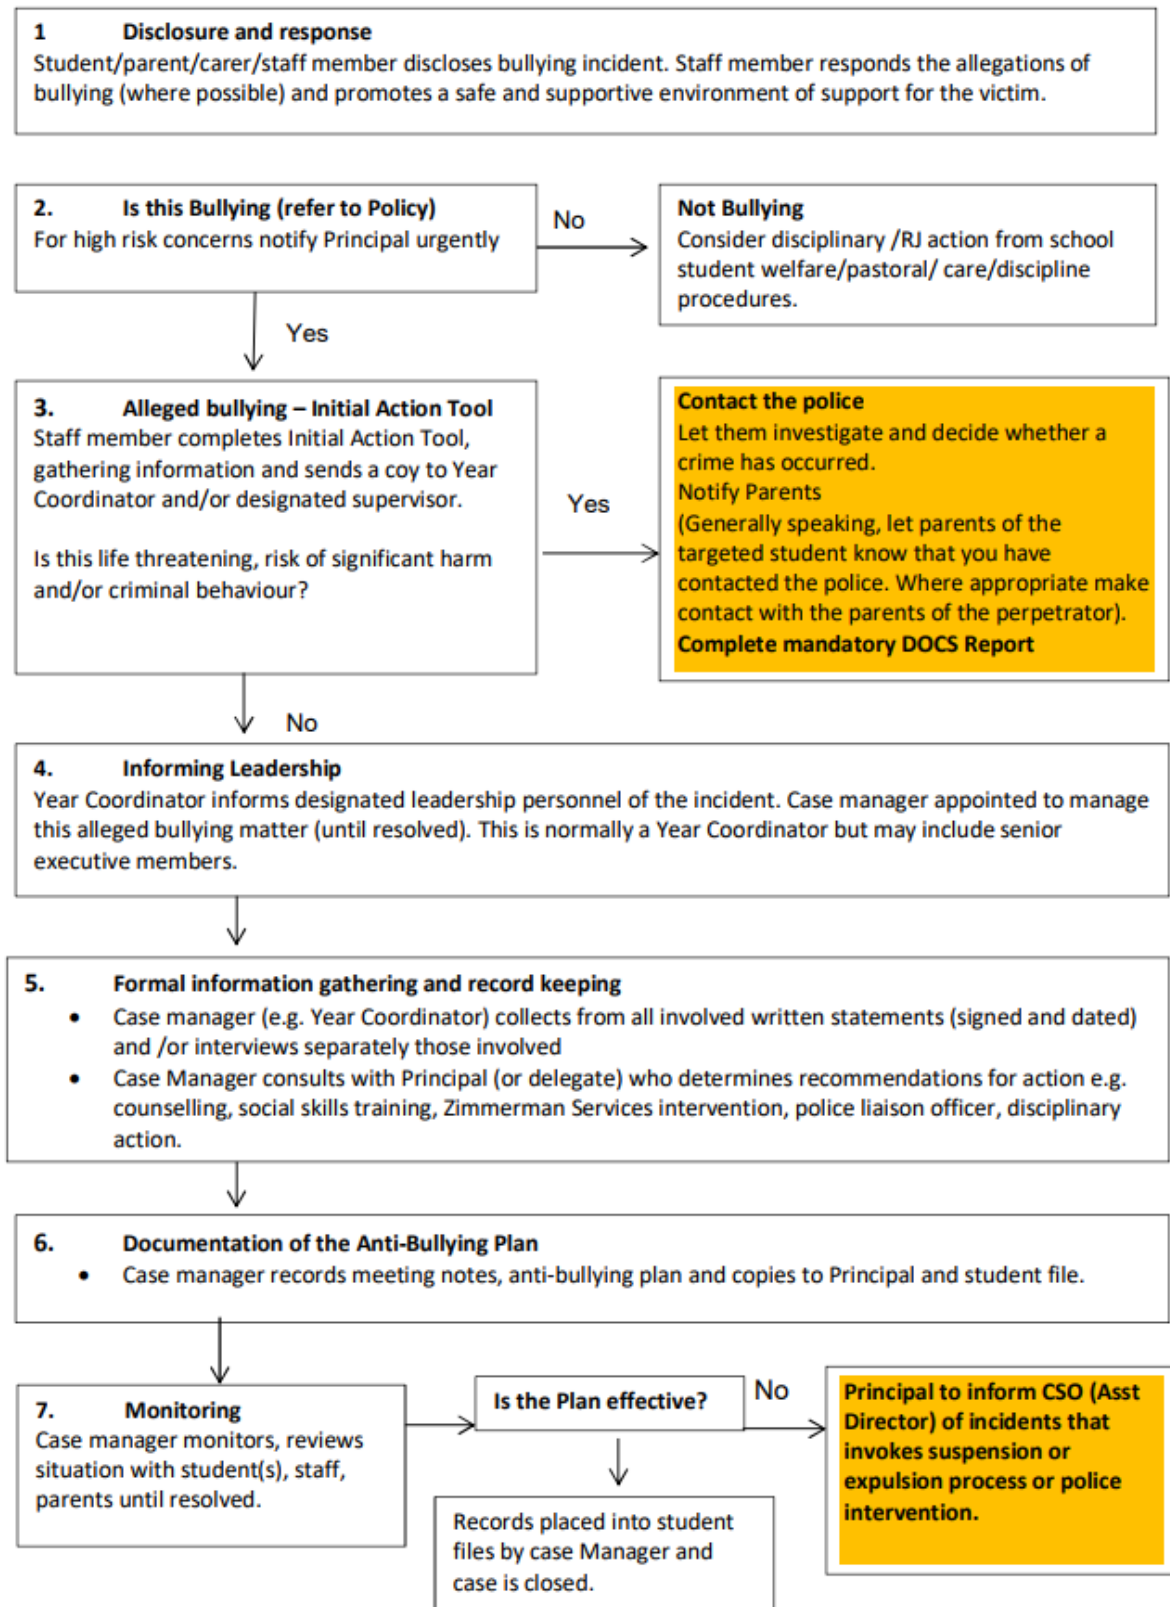 1 Disclosure and response
Student/parent/carer/staff member discloses bullying incident. Staff member responds the allegations of
bullying (where possible) and promotes a safe and supportive environment of support for the victim.
2. Is this Bullying (refer to Policy)
For high risk concerns notify Principal urgently
No
Not Bullying
Consider disciplinary /RJ action from school
student welfare/pastoral/ care/discipline
procedures.
Yes
3. Alleged bullying – Initial Action Tool
Staff member completes Initial Action Tool,
gathering information and sends a coy to Year
Coordinator and/or designated supervisor.
Is this life threatening, risk of significant harm
and/or criminal behaviour?
Yes
Contact the police
Let them investigate and decide whether a
crime has occurred.
Notify Parents
(Generally speaking, let parents of the
targeted student know that you have
contacted the police. Where appropriate make
contact with the parents of the perpetrator).
Complete mandatory DOCS Report
No
4. Informing Leadership
Year Coordinator informs designated leadership personnel of the incident. Case manager appointed to manage
this alleged bullying matter (until resolved). This is normally a Year Coordinator but may include senior
executive members.
5. Formal information gathering and record keeping
• Case manager (e.g. Year Coordinator) collects from all involved written statements (signed and dated)
and /or interviews separately those involved
• Case Manager consults with Principal (or delegate) who determines recommendations for action e.g.
counselling, social skills training, Zimmerman Services intervention, police liaison officer, disciplinary
action.
6. Documentation of the Anti-Bullying Plan
• Case manager records meeting notes, anti-bullying plan and copies to Principal and student file.
7. Monitoring
Case manager monitors, reviews
situation with student(s), staff,
parents until resolved.
Is the Plan effective?
No
Principal to inform CSO (Asst
Director) of incidents that
invokes suspension or
expulsion process or police
intervention.
Records placed into student
files by case Manager and
case is closed.